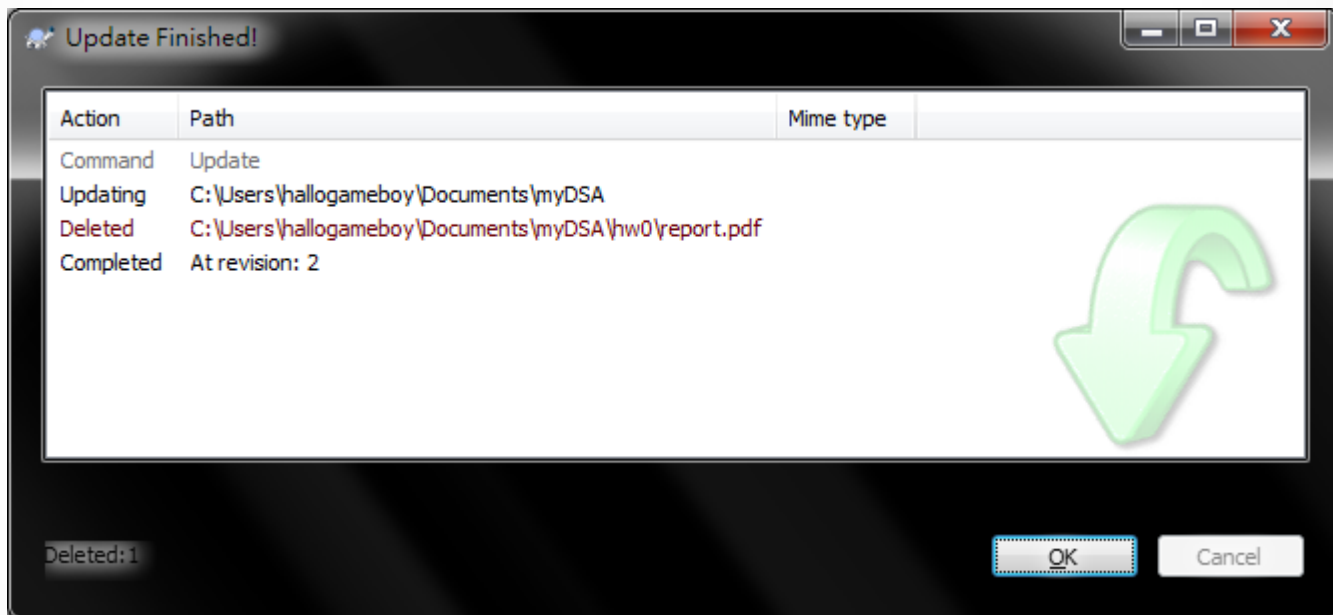 Update Finished!
Action Path Mime type
Command Update
Updating C:\Users\hallogameboy\Documents\myDSA
Deleted C:\Users\hallogameboy\Documents\myDSA\hw0\report.pdf
Completed At revision: 2
Deleted:1
OK Cancel